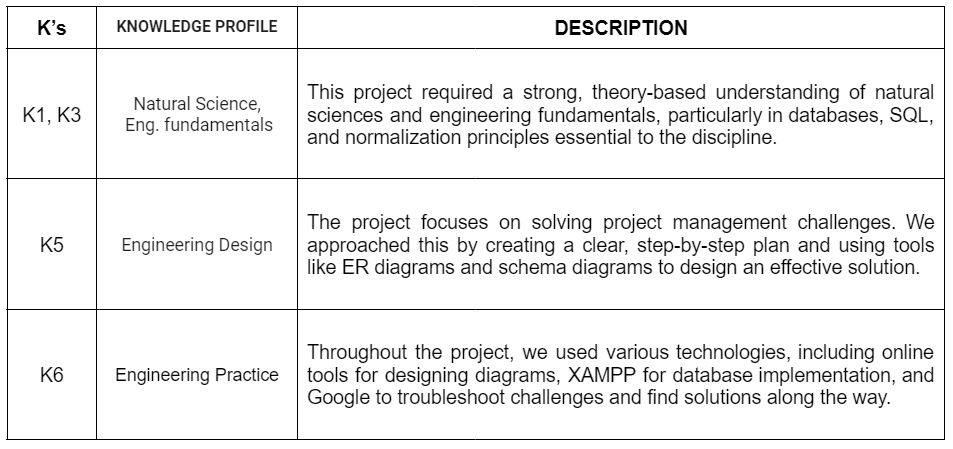 K's KNOWLEDGE PROFILE DESCRIPTION
K1, K3
Natural Science,
Eng. fundamentals
This project required a strong, theory-based understanding of natural
sciences and engineering fundamentals, particularly in databases, SQL,
and normalization principles essential to the discipline.
K5
Engineering Design
The project focuses on solving project management challenges. We
approached this by creating a clear, step-by-step plan and using tools
like ER diagrams and schema diagrams to design an effective solution.
K6
Engineering Practice
Throughout the project, we used various technologies, including online
tools for designing diagrams, XAMPP for database implementation, and
Google to troubleshoot challenges and find solutions along the way.